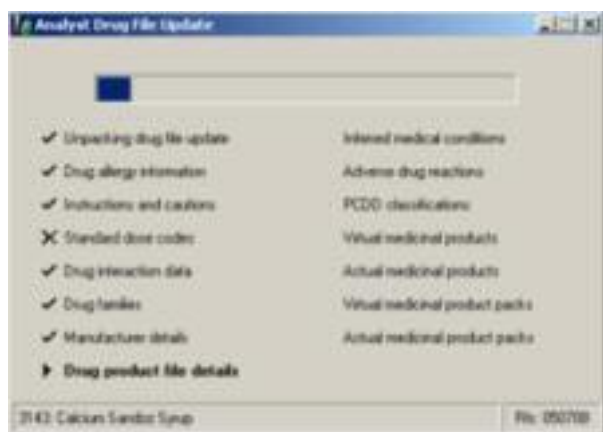 Analyst Drug File Update
Unpacking drug file update
Drug allergy information
Instructions and cautions
Standard dose codes
Drug interaction data
Drug families
Manufacturer details
Drug product file details
Inferred medical conditions
Adverse drug reactions
PCDD classifications
Virtual medicinal products
Actual medicinal products
Virtual medicinal product packs
Actual medicinal product packs
3143: Calcium Sandoz Syrup
050708